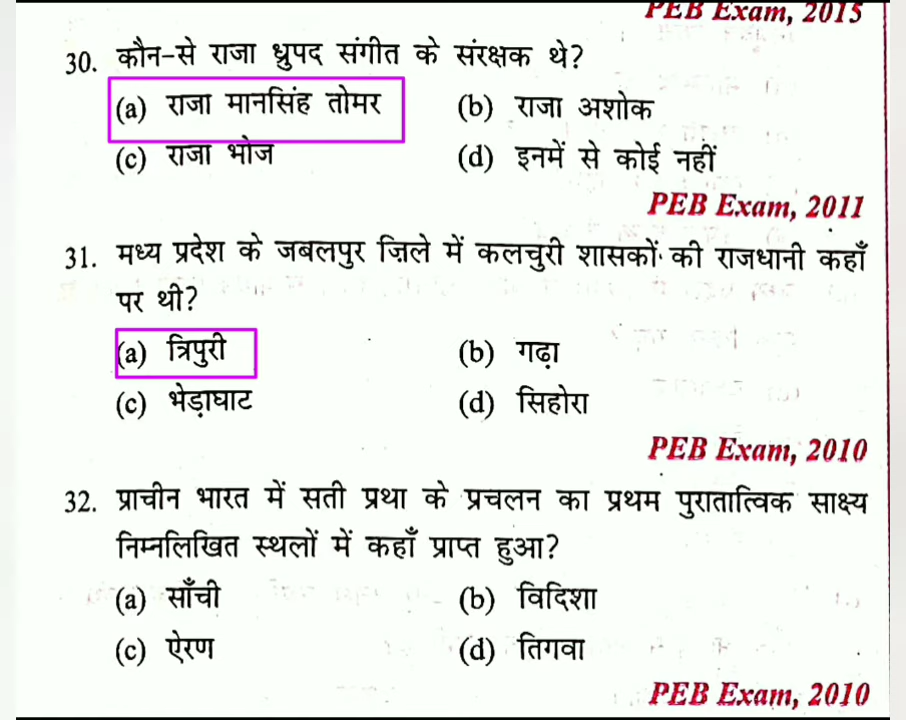 PEB Exam, 2015
30. कौन-से राजा ध्रुपद संगीत के संरक्षक थे?
(a) राजा मानसिंह तोमर (b) राजा अशोक
(c) राजा भोज (d) इनमें से कोई नहीं
PEB Exam, 2011
31. मध्य प्रदेश के जबलपुर ज़िले में कलचुरी शासकों की राजधानी कहाँ
पर थी?
(a) त्रिपुरी (b) गढ़ा
(c) भेड़ाघाट (d) सिहोरा
PEB Exam, 2010
32. प्राचीन भारत में सती प्रथा के प्रचलन का प्रथम पुरातात्विक साक्ष्य
निम्नलिखित स्थलों में कहाँ प्राप्त हुआ?
(a) साँची (b) विदिशा
(c) ऐरण (d) तिगवा
PEB Exam, 2010